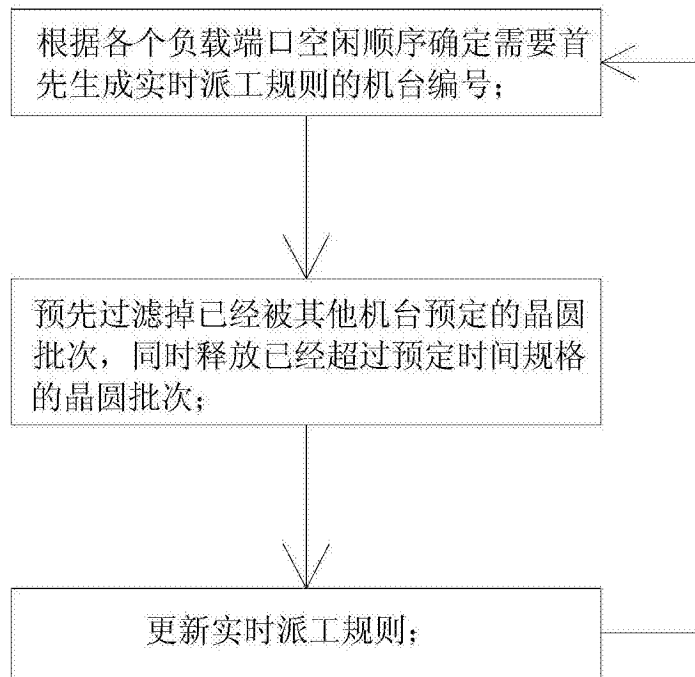 根据各个负载端口空闲顺序确定需要首
先生成实时派工规则的机台编号；
预先过滤掉已经被其他机台预定的晶圆
批次，同时释放已经超过预定时间规格
的晶圆批次；
更新实时派工规则；